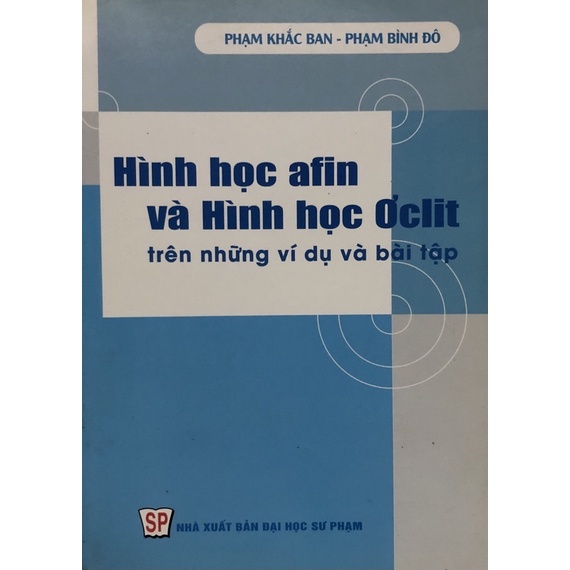 PHẠM KHẮC BAN - PHẠM BÌNH ĐÔ
Hình học afin
và Hình học Ơclit
trên những ví dụ và bài tập
SP
NHÀ XUẤT BẢN ĐẠI HỌC SƯ PHẠM